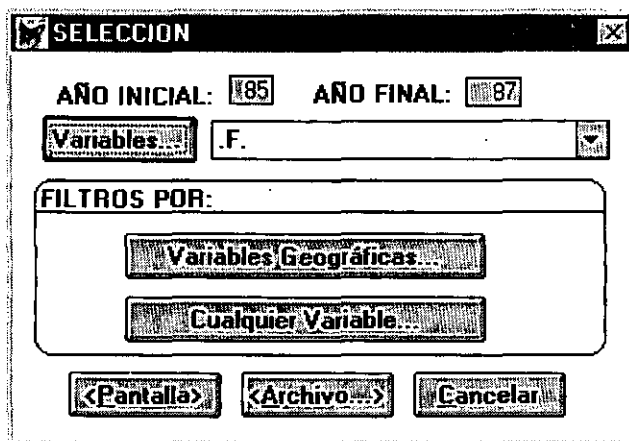 SELECCION
AÑO INICIAL: 85 AÑO FINAL: 87
Variables... .F.
FILTROS POR:
Variables Geográficas...
Cualquier Variable...
<Pantalla> <Archivo...> Cancelar